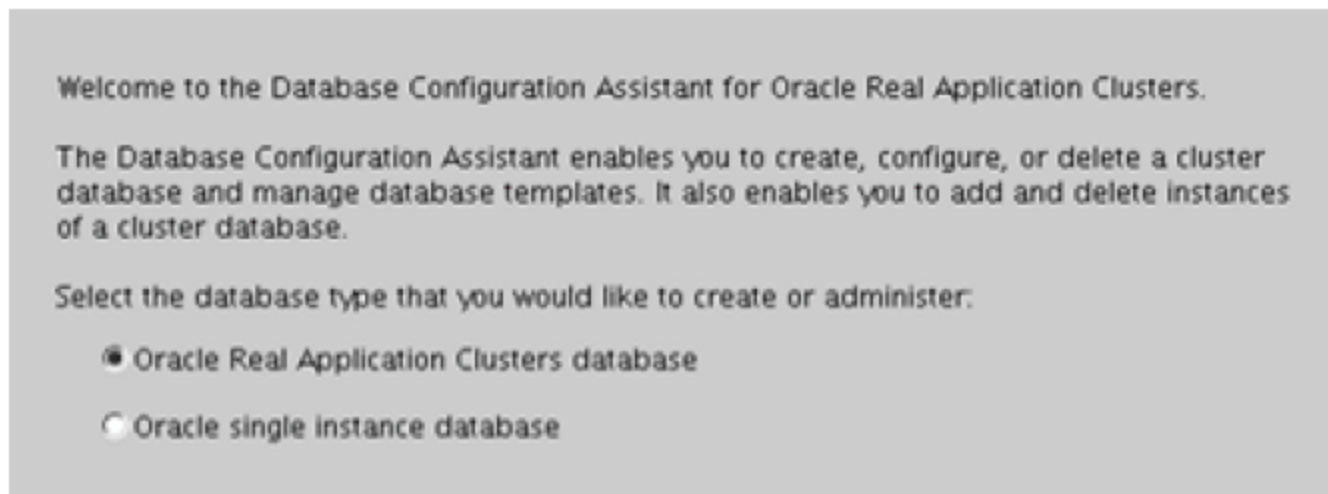 Welcome to the Database Configuration Assistant for Oracle Real Application Clusters.
The Database Configuration Assistant enables you to create, configure, or delete a cluster
database and manage database templates. It also enables you to add and delete instances
of a cluster database.
Select the database type that you would like to create or administer:
Oracle Real Application Clusters database
Oracle single instance database